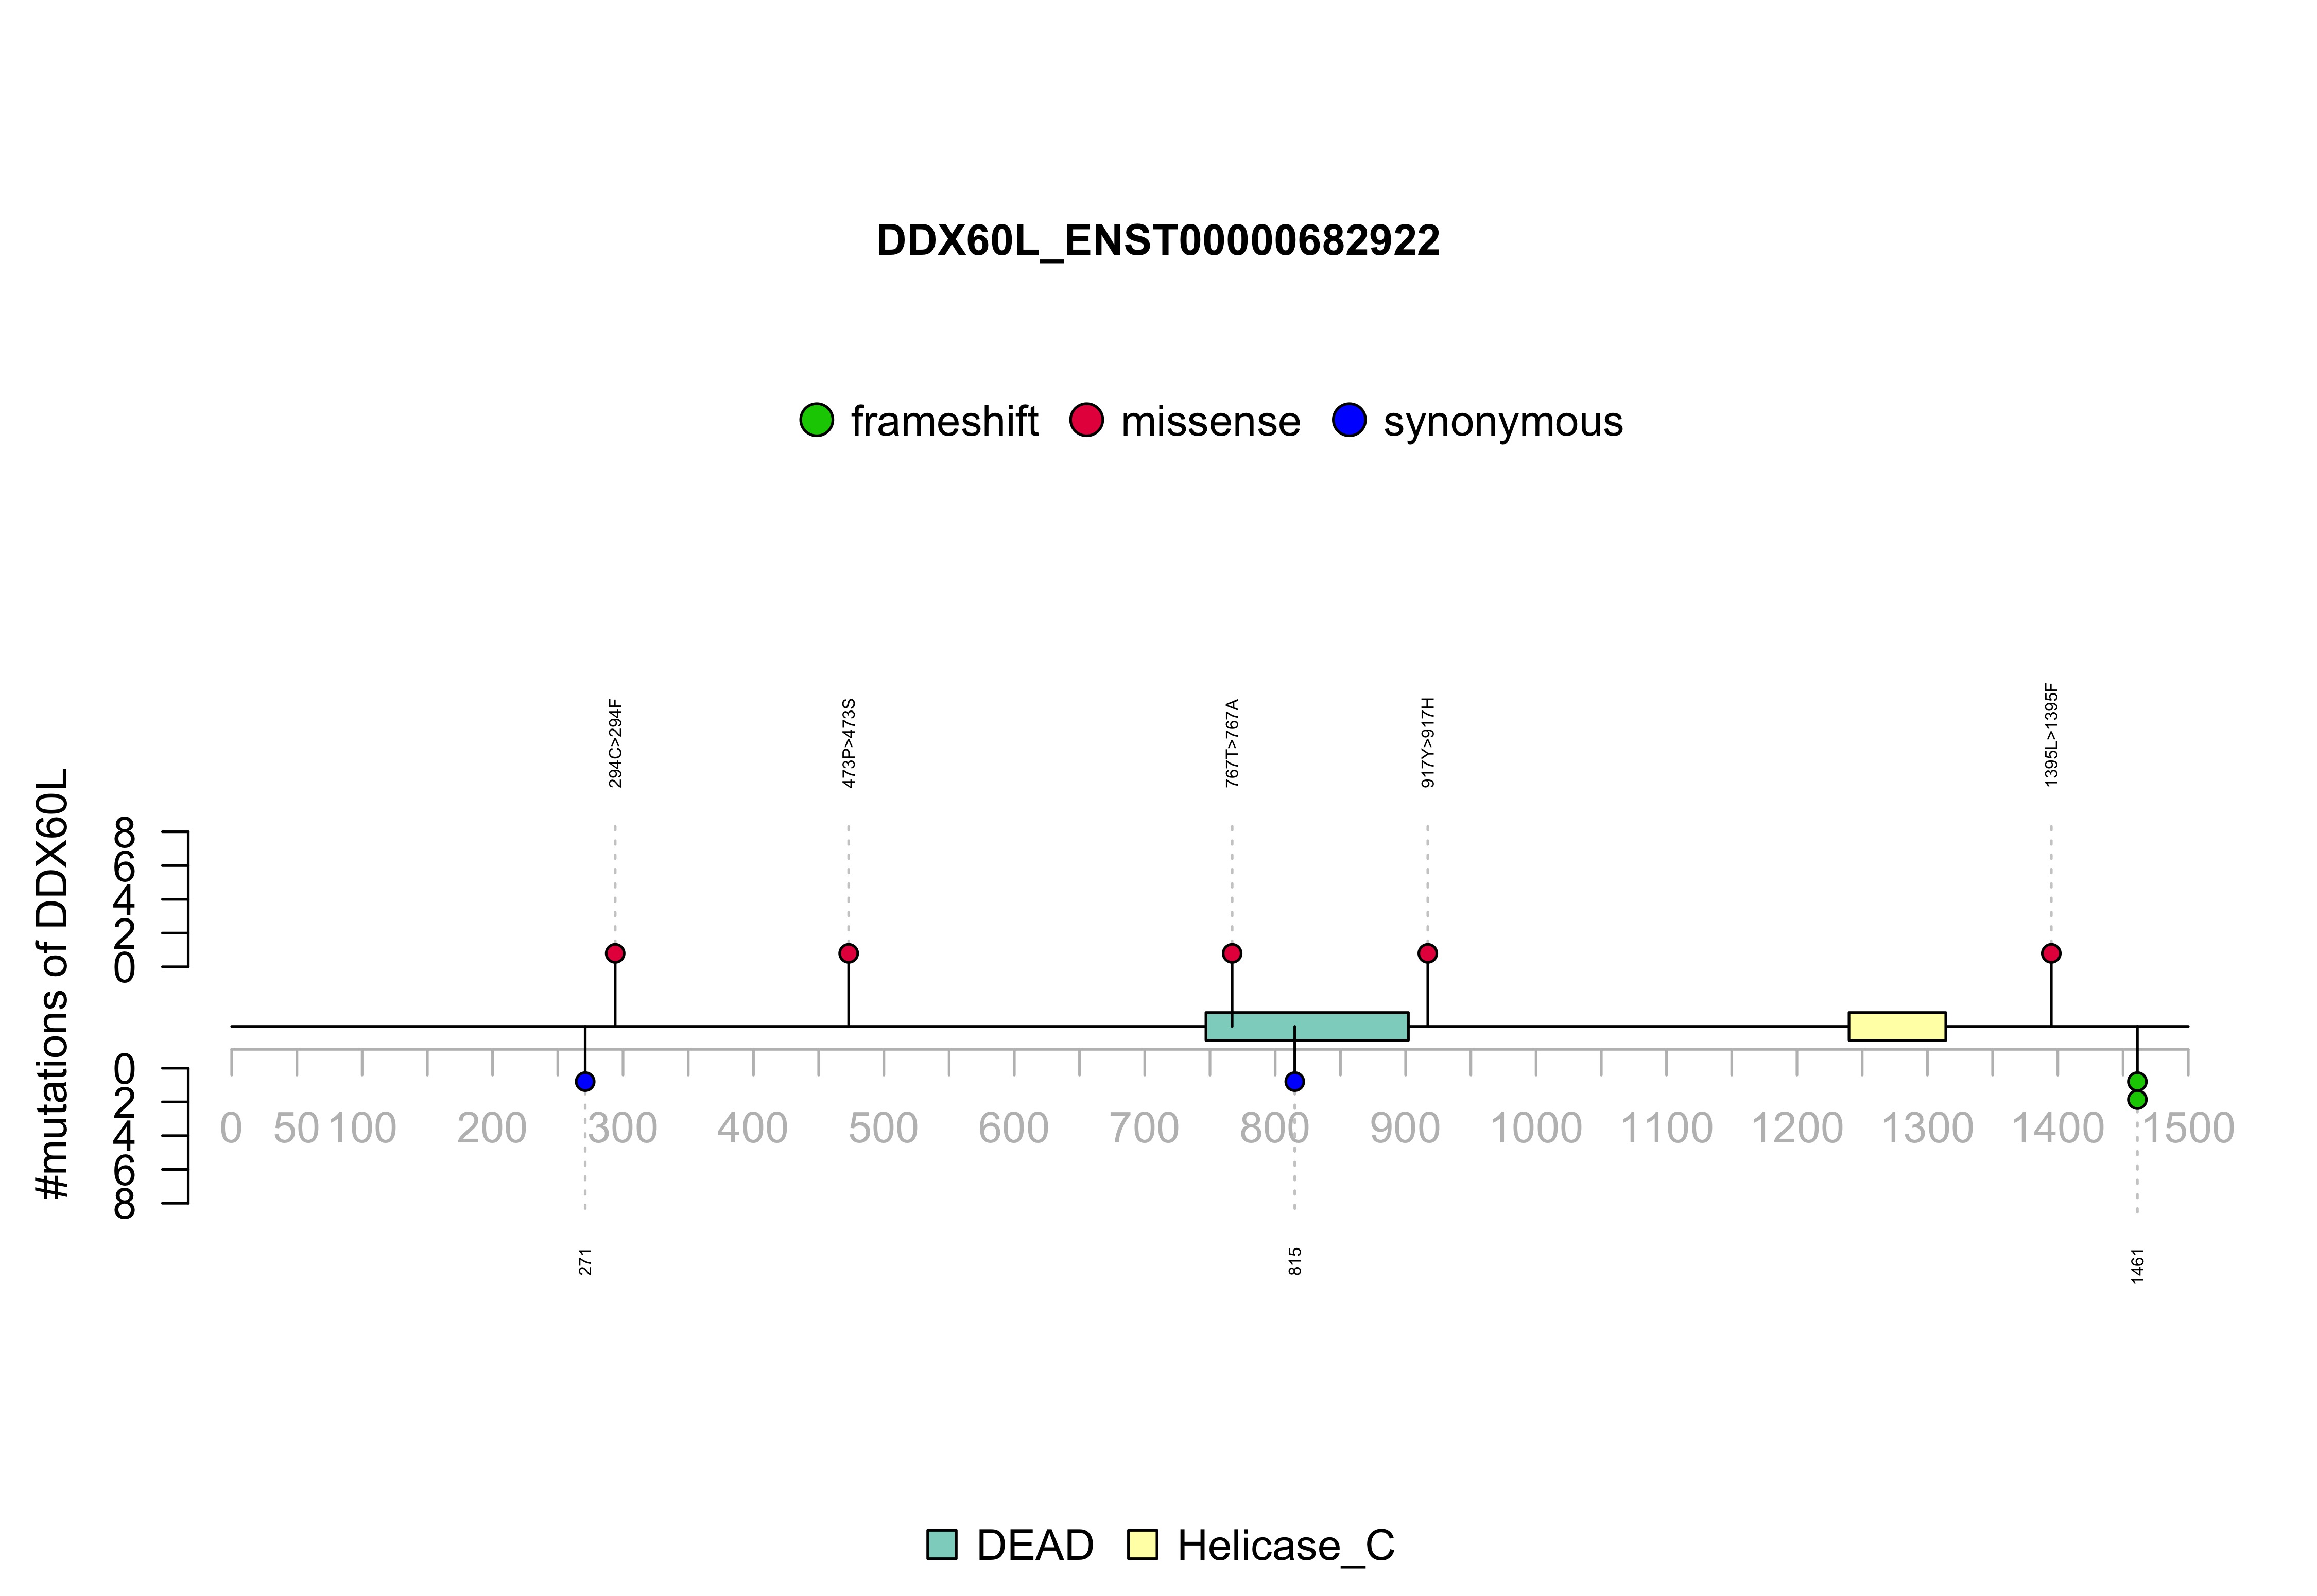 DDX60L_ENST00000682922
frameshift missense synonymous
294C>294F
473P>473S
767T>767A
917Y>917H
1395L>1395F
#mutations of DDX60L
8
6
4
2
0
0
2
4
6
8
0 50 100 200 300 400 500 600 700 800 900 1000 1100 1200 1300 1400 1500
271
815
1461
DEAD Helicase_C